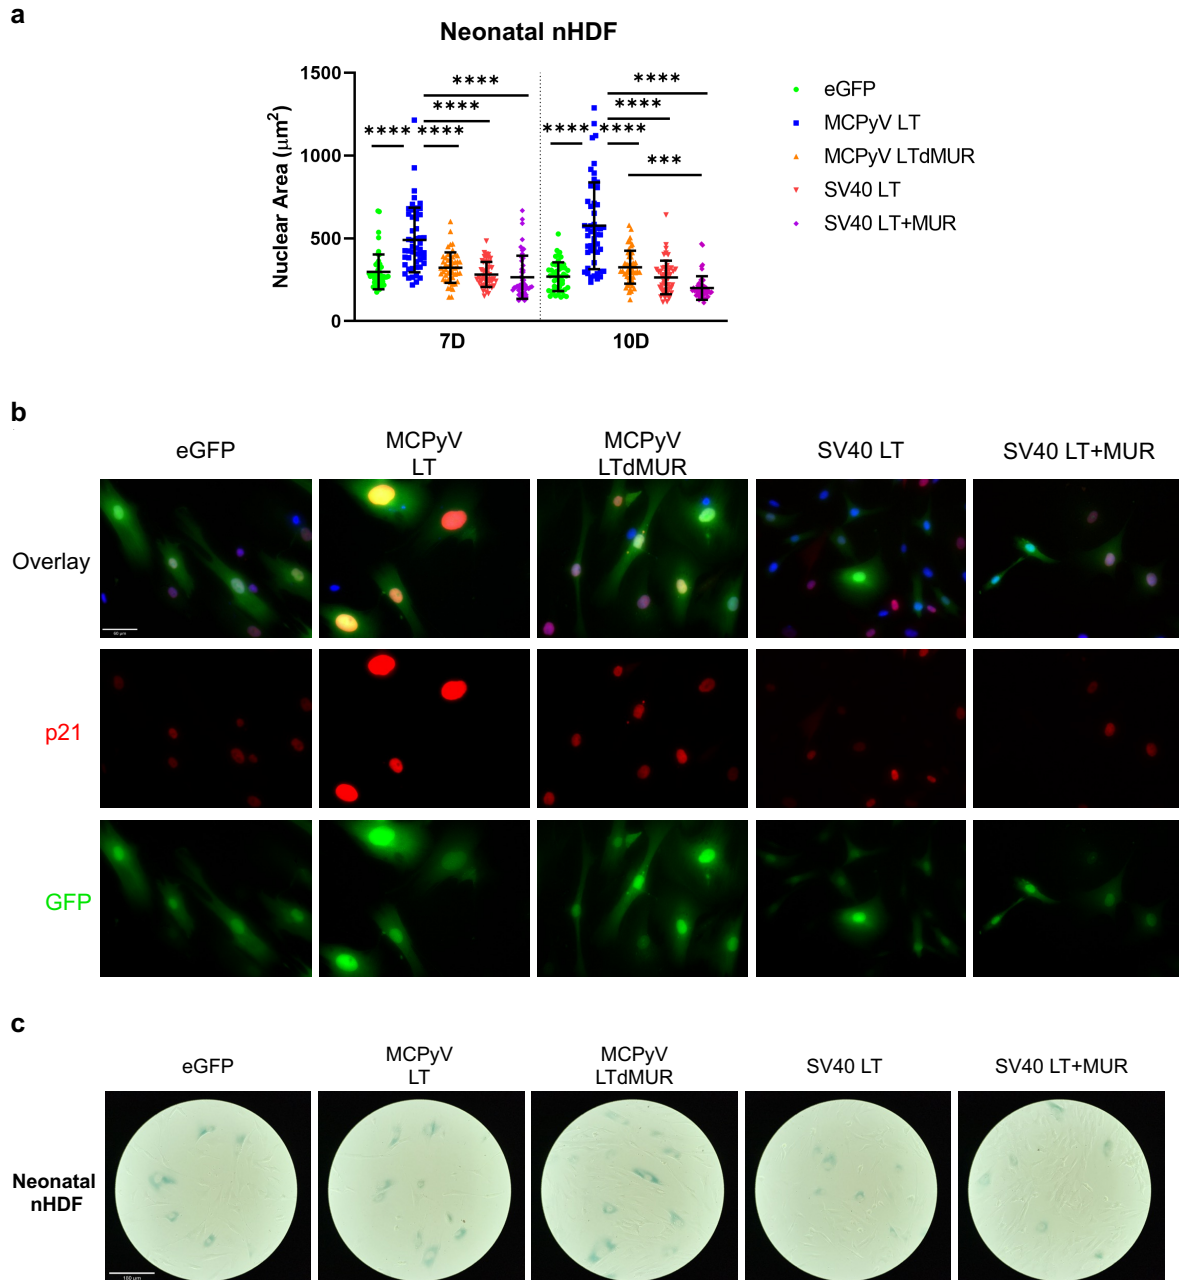 a
Neonatal nHDF
Nuclear Area (μm²)
1500
1000
500
0
****
****
****
****
****
****
****
****
***
7D
10D
eGFP
MCPyV LT
MCPyV LTdMUR
SV40 LT
SV40 LT+MUR
b
eGFP
MCPyV
LT
MCPyV
LTdMUR
SV40 LT
SV40 LT+MUR
Overlay
p21
GFP
c
eGFP
MCPyV
LT
MCPyV
LTdMUR
SV40 LT
SV40 LT+MUR
Neonatal
nHDF